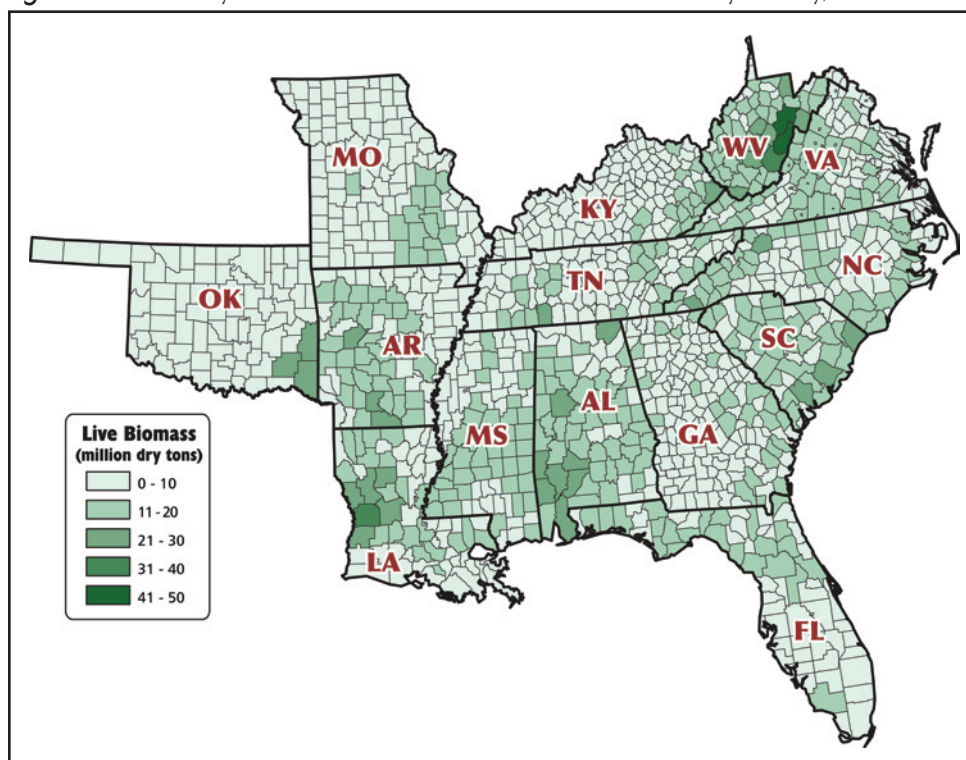 MO
WV
VA
KY
OK
TN
NC
AR
SC
MS
AL
GA
LA
FL
Live Biomass
(million dry tons)
0 - 10
11 - 20
21 - 30
31 - 40
41 - 50